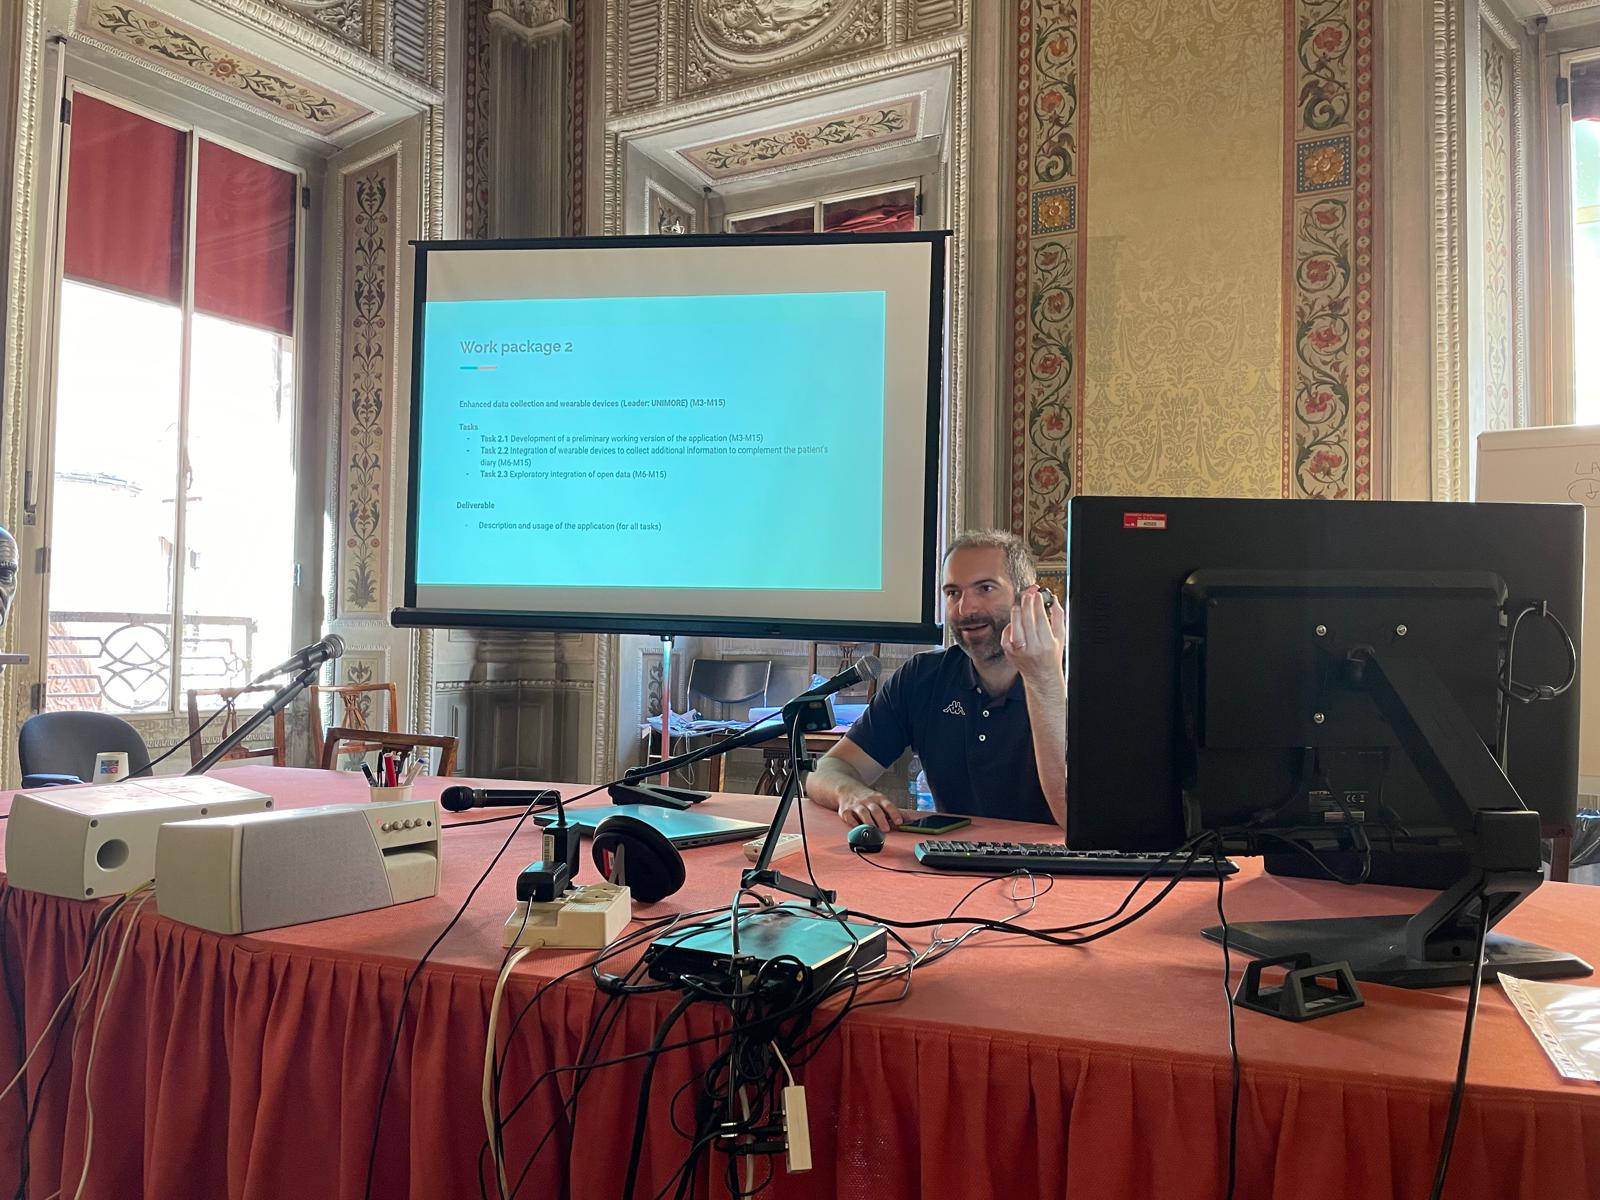 Work package 2
Enhanced data collection and wearable devices (Leader: UNIMORE) (M3-M15)
Tasks
- Task 2.1 Development of a preliminary working version of the application (M3-M15)
- Task 2.2 Integration of wearable devices to collect additional information to complement the patient's
diary (M6-M15)
- Task 2.3 Exploratory integration of open data (M6-M15)
Deliverable
- Description and usage of the application (for all tasks)